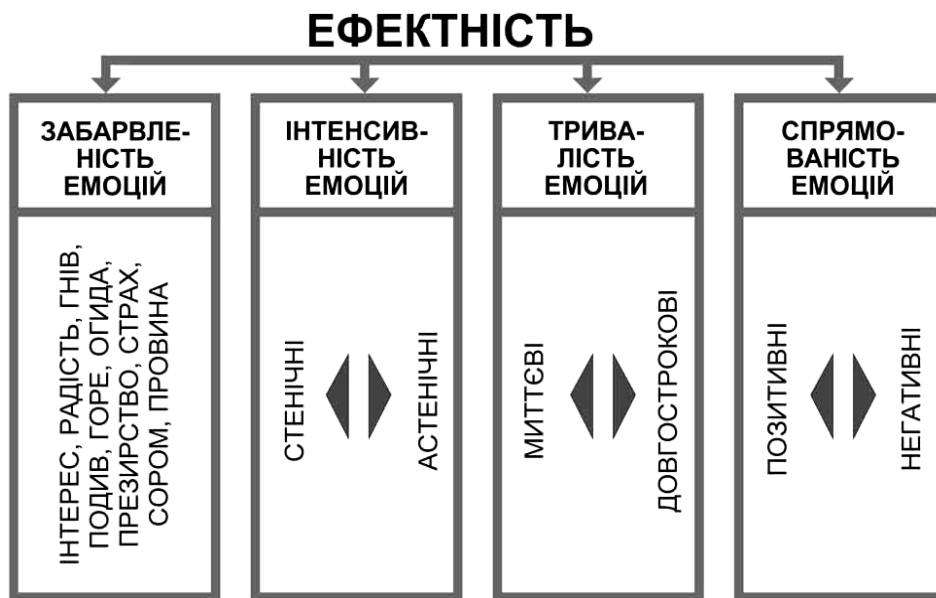 ЕФЕКТНІСТЬ
ЗАБАРВЛЕ-
НІСТЬ
ЕМОЦІЙ
ІНТЕРЕС, РАДІСТЬ, ГНІВ,
ПОДИВ, ГОРЕ, ОГИДА,
ПРЕЗИРСТВО, СТРАХ,
СОРОМ, ПРОВИНА
ІНТЕНСИВ-
НІСТЬ
ЕМОЦІЙ
СТЕНІЧНІ
АСТЕНІЧНІ
ТРИВА-
ЛІСТЬ
ЕМОЦІЙ
МИТТЄВІ
ДОВГОСТРОКОВІ
СПРЯМО-
ВАНІСТЬ
ЕМОЦІЙ
ПОЗИТИВНІ
НЕГАТИВНІ